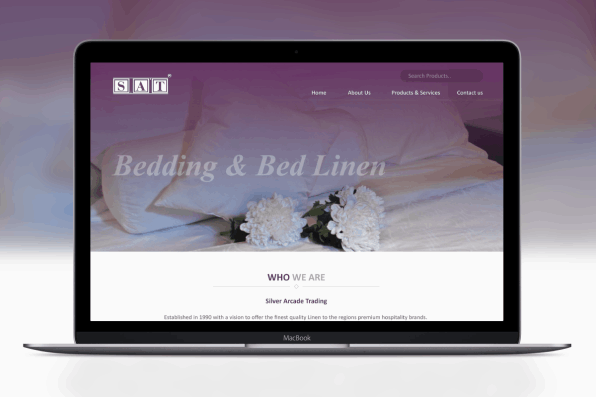 SAT
Search Products..
Home About Us Products & Services Contact us
Bedding & Bed Linen
WHO WE ARE
Silver Arcade Trading
Established in 1990 with a vision to offer the finest quality Linen to the regions premium hospitality brands.
MacBook